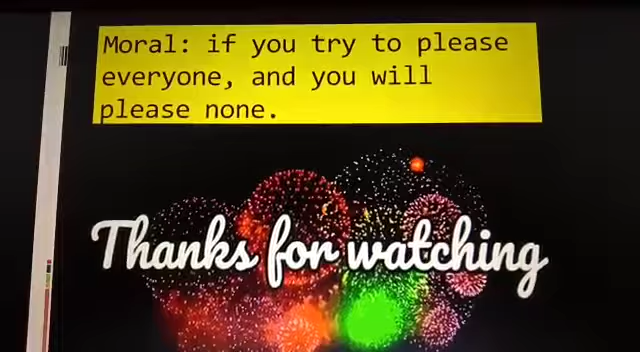 Moral: if you try to please
everyone, and you will
please none.
Thanks for watching